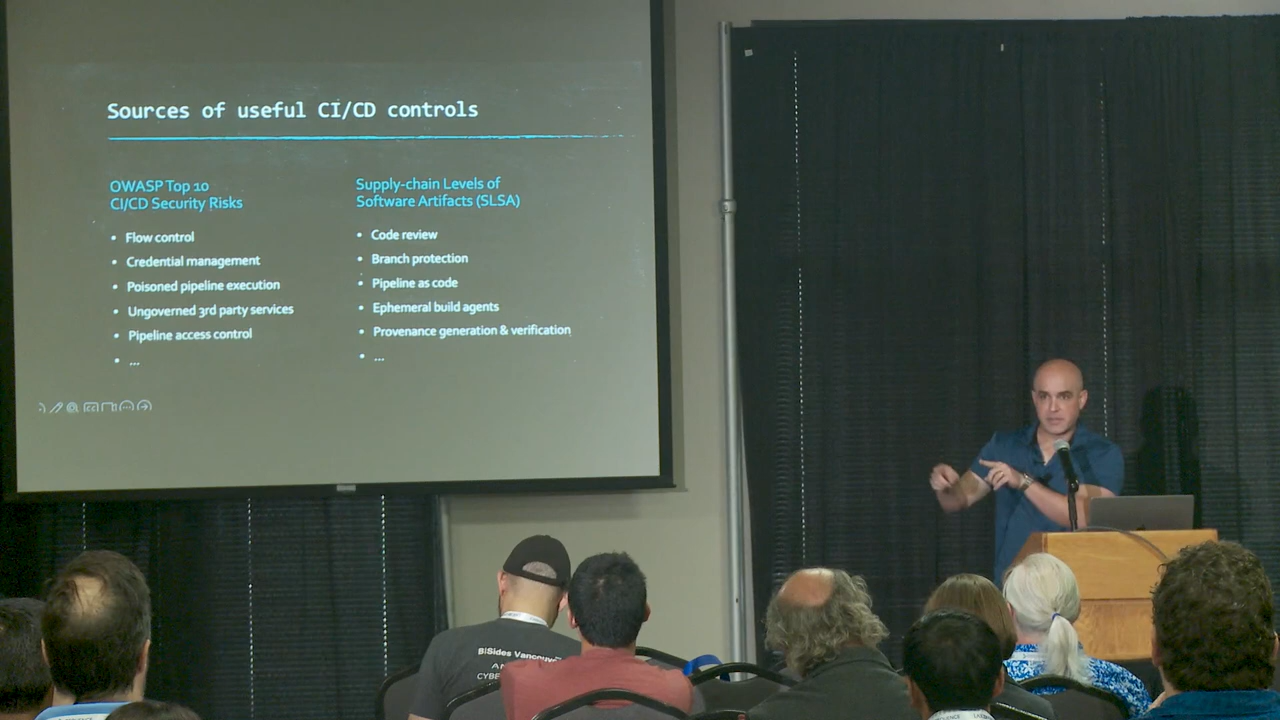 Sources of useful CI/CD controls
OWASP Top 10
CI/CD Security Risks
• Flow control
• Credential management
• Poisoned pipeline execution
• Ungoverned 3rd party services
• Pipeline access control
• ...
Supply-chain Levels of
Software Artifacts (SLSA)
• Code review
• Branch protection
• Pipeline as code
• Ephemeral build agents
• Provenance generation & verification
• ...
BSides Vancouver
CYBE